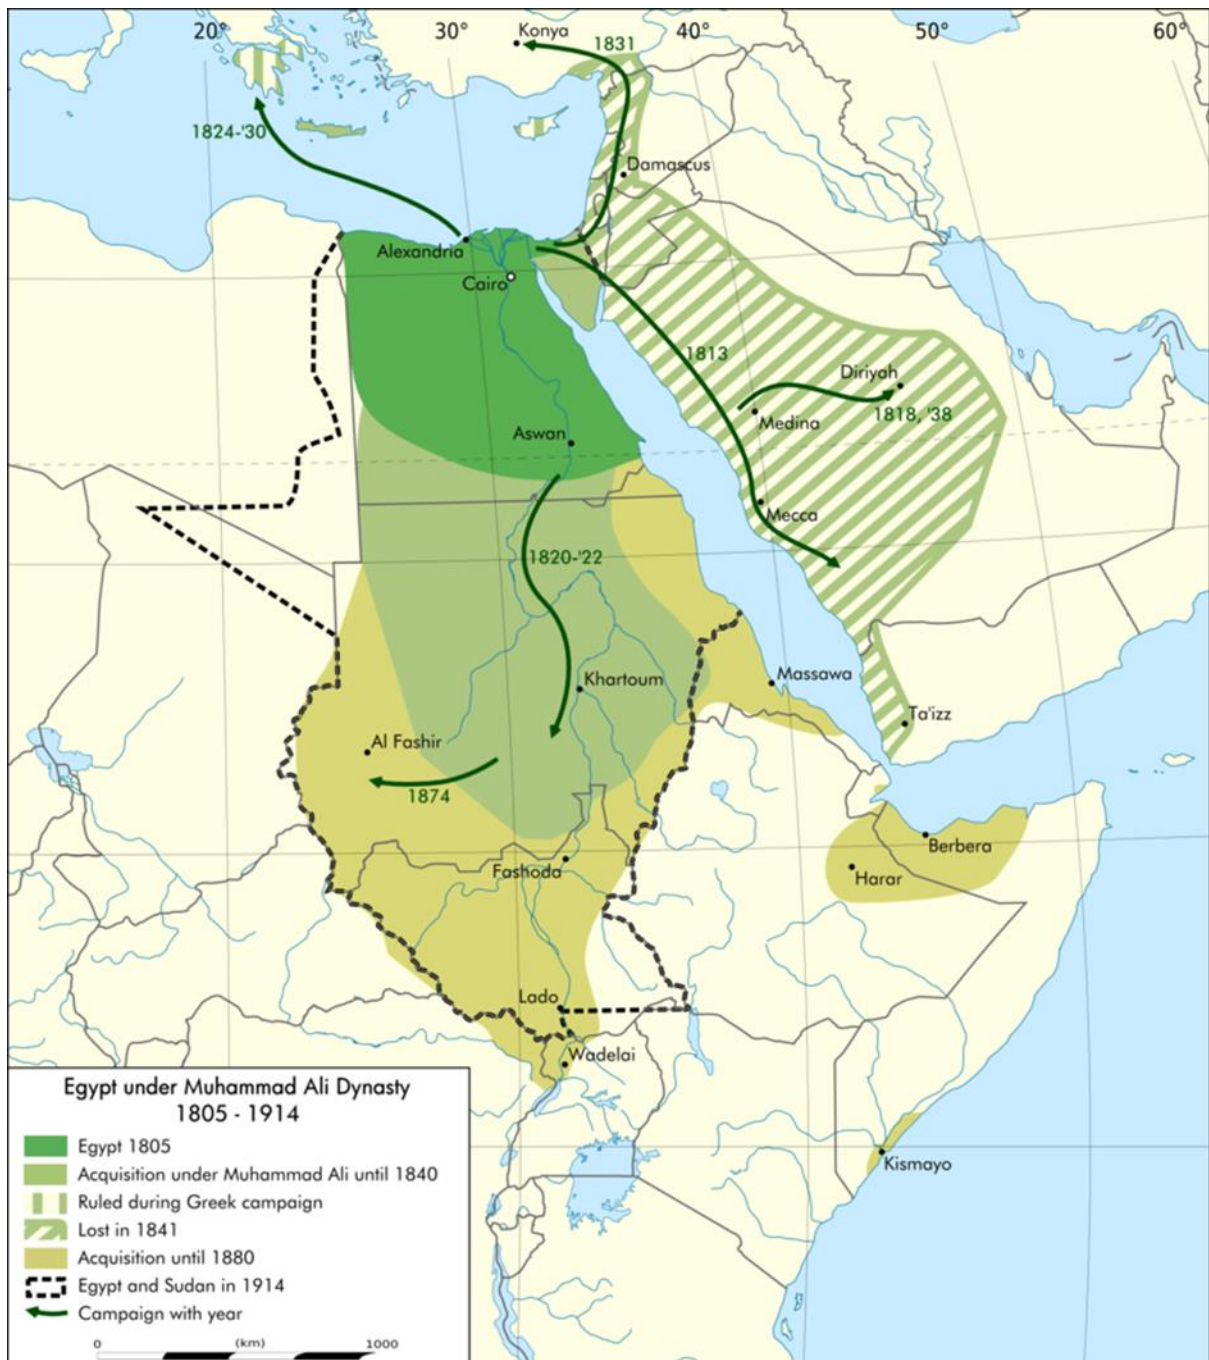 20°
30°
40°
50°
60°
Konya
1831
1824-'30
Damascus
Alexandria
Cairo
1813
Diriyah
1818, '38
Medina
Aswan
Mecca
1820-'22
Khartoum
Massawa
Ta'izz
Al Fashir
1874
Berbera
Fashoda
Harar
Lado
Wadelai
Kismayo
Egypt under Muhammad Ali Dynasty
1805 - 1914
Egypt 1805
Acquisition under Muhammad Ali until 1840
Ruled during Greek campaign
Lost in 1841
Acquisition until 1880
Egypt and Sudan in 1914
Campaign with year
0 (km) 1000